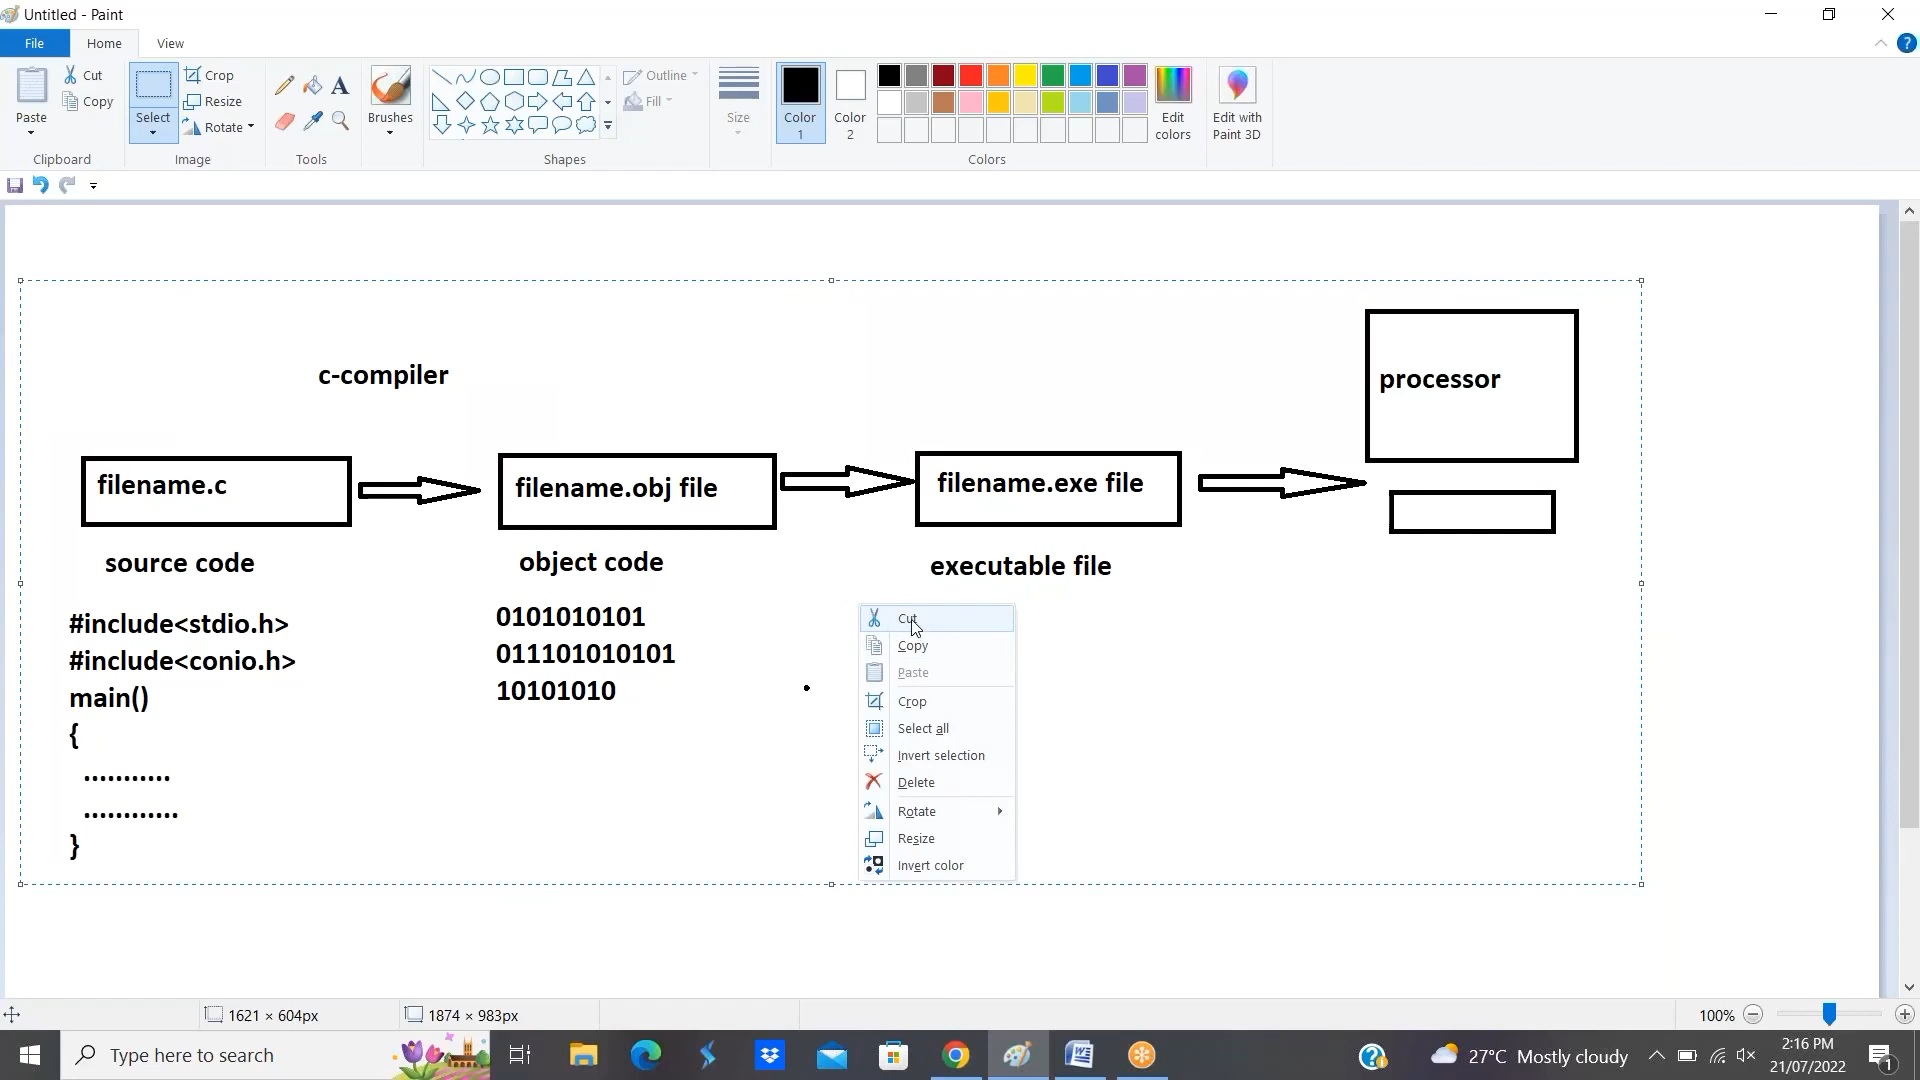 Untitled - Paint
File
Home
View
Paste
Cut
Copy
Clipboard
Select
Crop
Resize
Rotate
Image
Tools
Brushes
Shapes
Outline
Fill
Size
Color
1
Color
2
Colors
Edit
colors
Edit with
Paint 3D
c-compiler
processor
filename.c
filename.obj file
filename.exe file
source code
object code
executable file
#include<stdio.h>
#include<conio.h>
main()
{
...........
............
}
0101010101
011101010101
10101010
Cut
Copy
Paste
Crop
Select all
Invert selection
Delete
Rotate
Resize
Invert color
1621 × 604px
1874 × 983px
100%
Type here to search
27°C Mostly cloudy
2:16 PM
21/07/2022
1